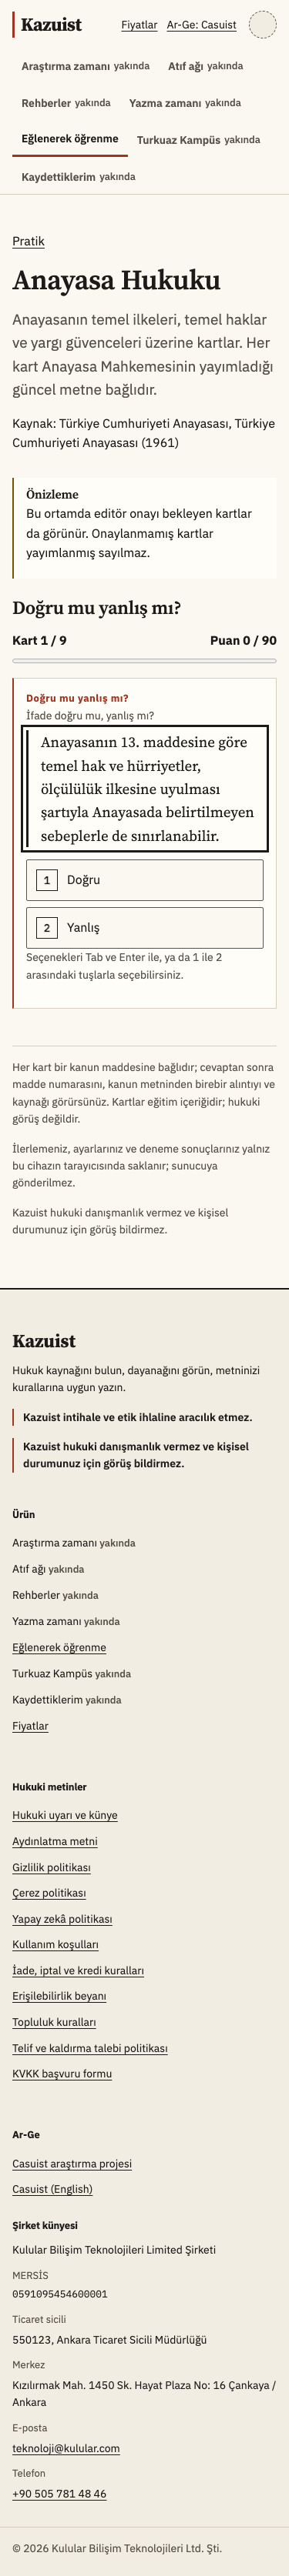 Kazuist
Fiyatlar Ar-Ge: Casuist
Araştırma zamanı yakında Atıf ağı yakında
Rehberler yakında Yazma zamanı yakında
Eğlenerek öğrenme Turkuaz Kampüs yakında
Kaydettiklerim yakında
Pratik
Anayasa Hukuku
Anayasanın temel ilkeleri, temel haklar
ve yargı güvenceleri üzerine kartlar. Her
kart Anayasa Mahkemesinin yayımladığı
güncel metne bağlıdır.
Kaynak: Türkiye Cumhuriyeti Anayasası, Türkiye
Cumhuriyeti Anayasası (1961)
Önizleme
Bu ortamda editör onayı bekleyen kartlar
da görünür. Onaylanmamış kartlar
yayımlanmış sayılmaz.
Doğru mu yanlış mı?
Kart 1 / 9 Puan 0 / 90
Doğru mu yanlış mı?
İfade doğru mu, yanlış mı?
Anayasanın 13. maddesine göre
temel hak ve hürriyetler,
ölçülülük ilkesine uyulması
şartıyla Anayasada belirtilmeyen
sebeplerle de sınırlanabilir.
1 Doğru
2 Yanlış
Seçenekleri Tab ve Enter ile, ya da 1 ile 2
arasındaki tuşlarla seçebilirsiniz.
Her kart bir kanun maddesine bağlıdır; cevaptan sonra
madde numarasını, kanun metninden birebir alıntıyı ve
kaynağı görürsünüz. Kartlar eğitim içeriğidir; hukuki
görüş değildir.
İlerlemeniz, ayarlarınız ve deneme sonuçlarınız yalnız
bu cihazın tarayıcısında saklanır; sunucuya
gönderilmez.
Kazuist hukuki danışmanlık vermez ve kişisel
durumunuz için görüş bildirmez.
Kazuist
Hukuk kaynağını bulun, dayanağını görün, metninizi
kurallarına uygun yazın.
Kazuist intihale ve etik ihlaline aracılık etmez.
Kazuist hukuki danışmanlık vermez ve kişisel
durumunuz için görüş bildirmez.
Ürün
Araştırma zamanı yakında
Atıf ağı yakında
Rehberler yakında
Yazma zamanı yakında
Eğlenerek öğrenme
Turkuaz Kampüs yakında
Kaydettiklerim yakında
Fiyatlar
Hukuki metinler
Hukuki uyarı ve künye
Aydınlatma metni
Gizlilik politikası
Çerez politikası
Yapay zekâ politikası
Kullanım koşulları
İade, iptal ve kredi kuralları
Erişilebilirlik beyanı
Topluluk kuralları
Telif ve kaldırma talebi politikası
KVKK başvuru formu
Ar-Ge
Casuist araştırma projesi
Casuist (English)
Şirket künyesi
Kulular Bilişim Teknolojileri Limited Şirketi
MERSİS
0591095454600001
Ticaret sicili
550123, Ankara Ticaret Sicili Müdürlüğü
Merkez
Kızılırmak Mah. 1450 Sk. Hayat Plaza No: 16 Çankaya /
Ankara
E-posta
teknoloji@kulular.com
Telefon
+90 505 781 48 46
© 2026 Kulular Bilişim Teknolojileri Ltd. Şti.